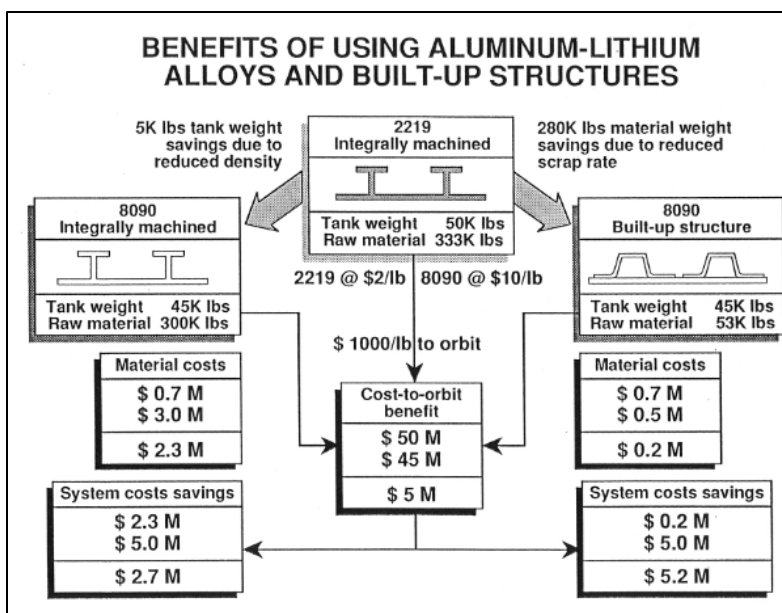 BENEFITS OF USING ALUMINUM-LITHIUM
ALLOYS AND BUILT-UP STRUCTURES
5K lbs tank weight
savings due to
reduced density
2219
Integrally machined
Tank weight 50K lbs
Raw material 333K lbs
280K lbs material weight
savings due to reduced
scrap rate
8090
Integrally machined
Tank weight 45K lbs
Raw material 300K lbs
8090
Built-up structure
Tank weight 45K lbs
Raw material 53K lbs
2219 @ $2/lb
8090 @ $10/lb
$ 1000/lb to orbit
Material costs
$ 0.7 M
$ 3.0 M
$ 2.3 M
Cost-to-orbit
benefit
$ 50 M
$ 45 M
$ 5 M
Material costs
$ 0.7 M
$ 0.5 M
$ 0.2 M
System costs savings
$ 2.3 M
$ 5.0 M
$ 2.7 M
System costs savings
$ 0.2 M
$ 5.0 M
$ 5.2 M